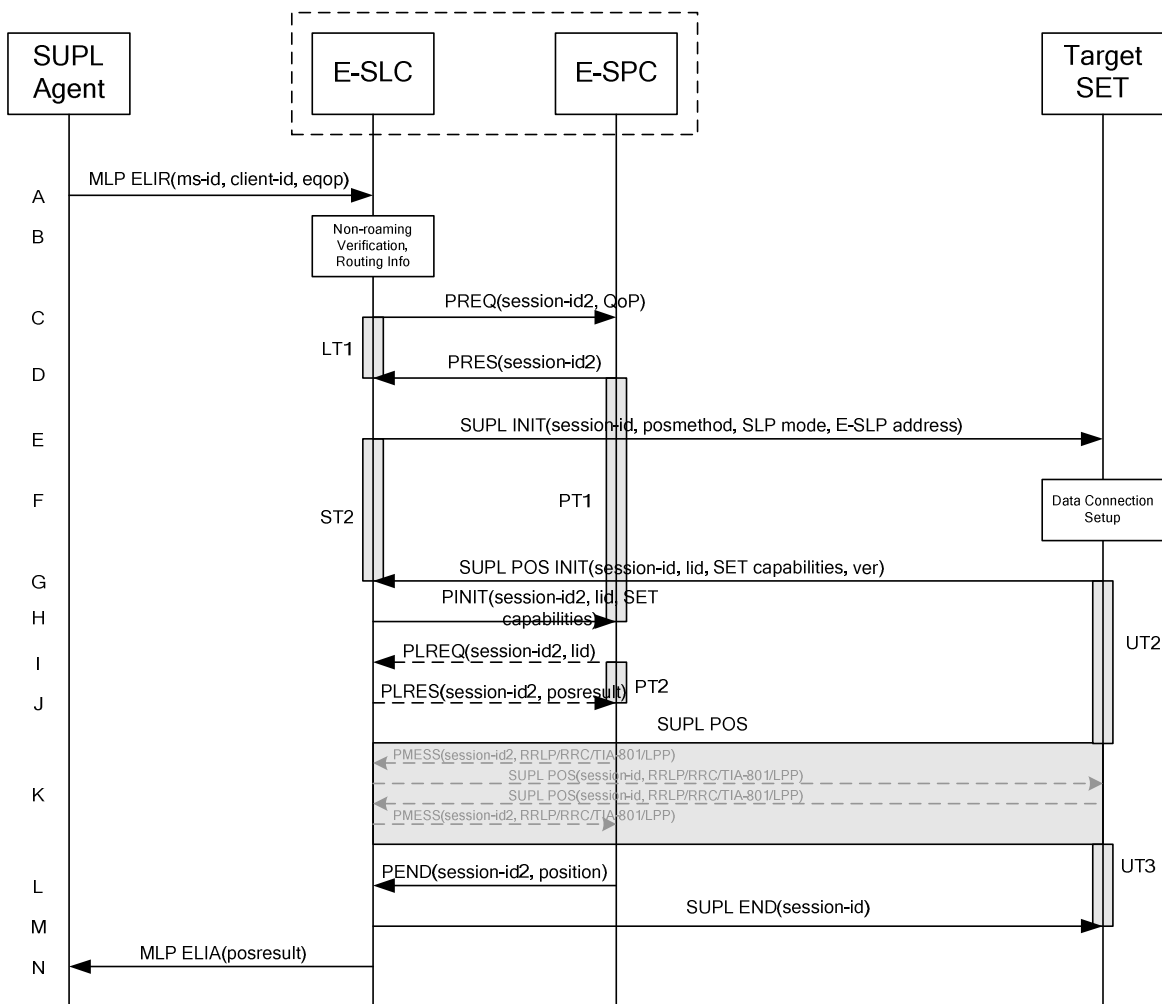 SUPL
Agent
E-SLC
E-SPC
Target
SET
A
MLP ELIR(ms-id, client-id, eqop)
B
Non-roaming
Verification,
Routing Info
C
PREQ(session-id2, QoP)
LT1
D
PRES(session-id2)
E
SUPL INIT(session-id, posmethod, SLP mode, E-SLP address)
F
ST2
PT1
Data Connection
Setup
G
SUPL POS INIT(session-id, lid, SET capabilities, ver)
H
PINIT(session-id2, lid, SET
capabilities)
I
PLREQ(session-id2, lid)
UT2
J
PLRES(session-id2, posresult)
PT2
SUPL POS
K
PMESS(session-id2, RRLP/RRC/TIA-801/LPP)
SUPL POS(session-id, RRLP/RRC/TIA-801/LPP)
SUPL POS(session-id, RRLP/RRC/TIA-801/LPP)
PMESS(session-id2, RRLP/RRC/TIA-801/LPP)
L
PEND(session-id2, position)
UT3
M
SUPL END(session-id)
N
MLP ELIA(posresult)